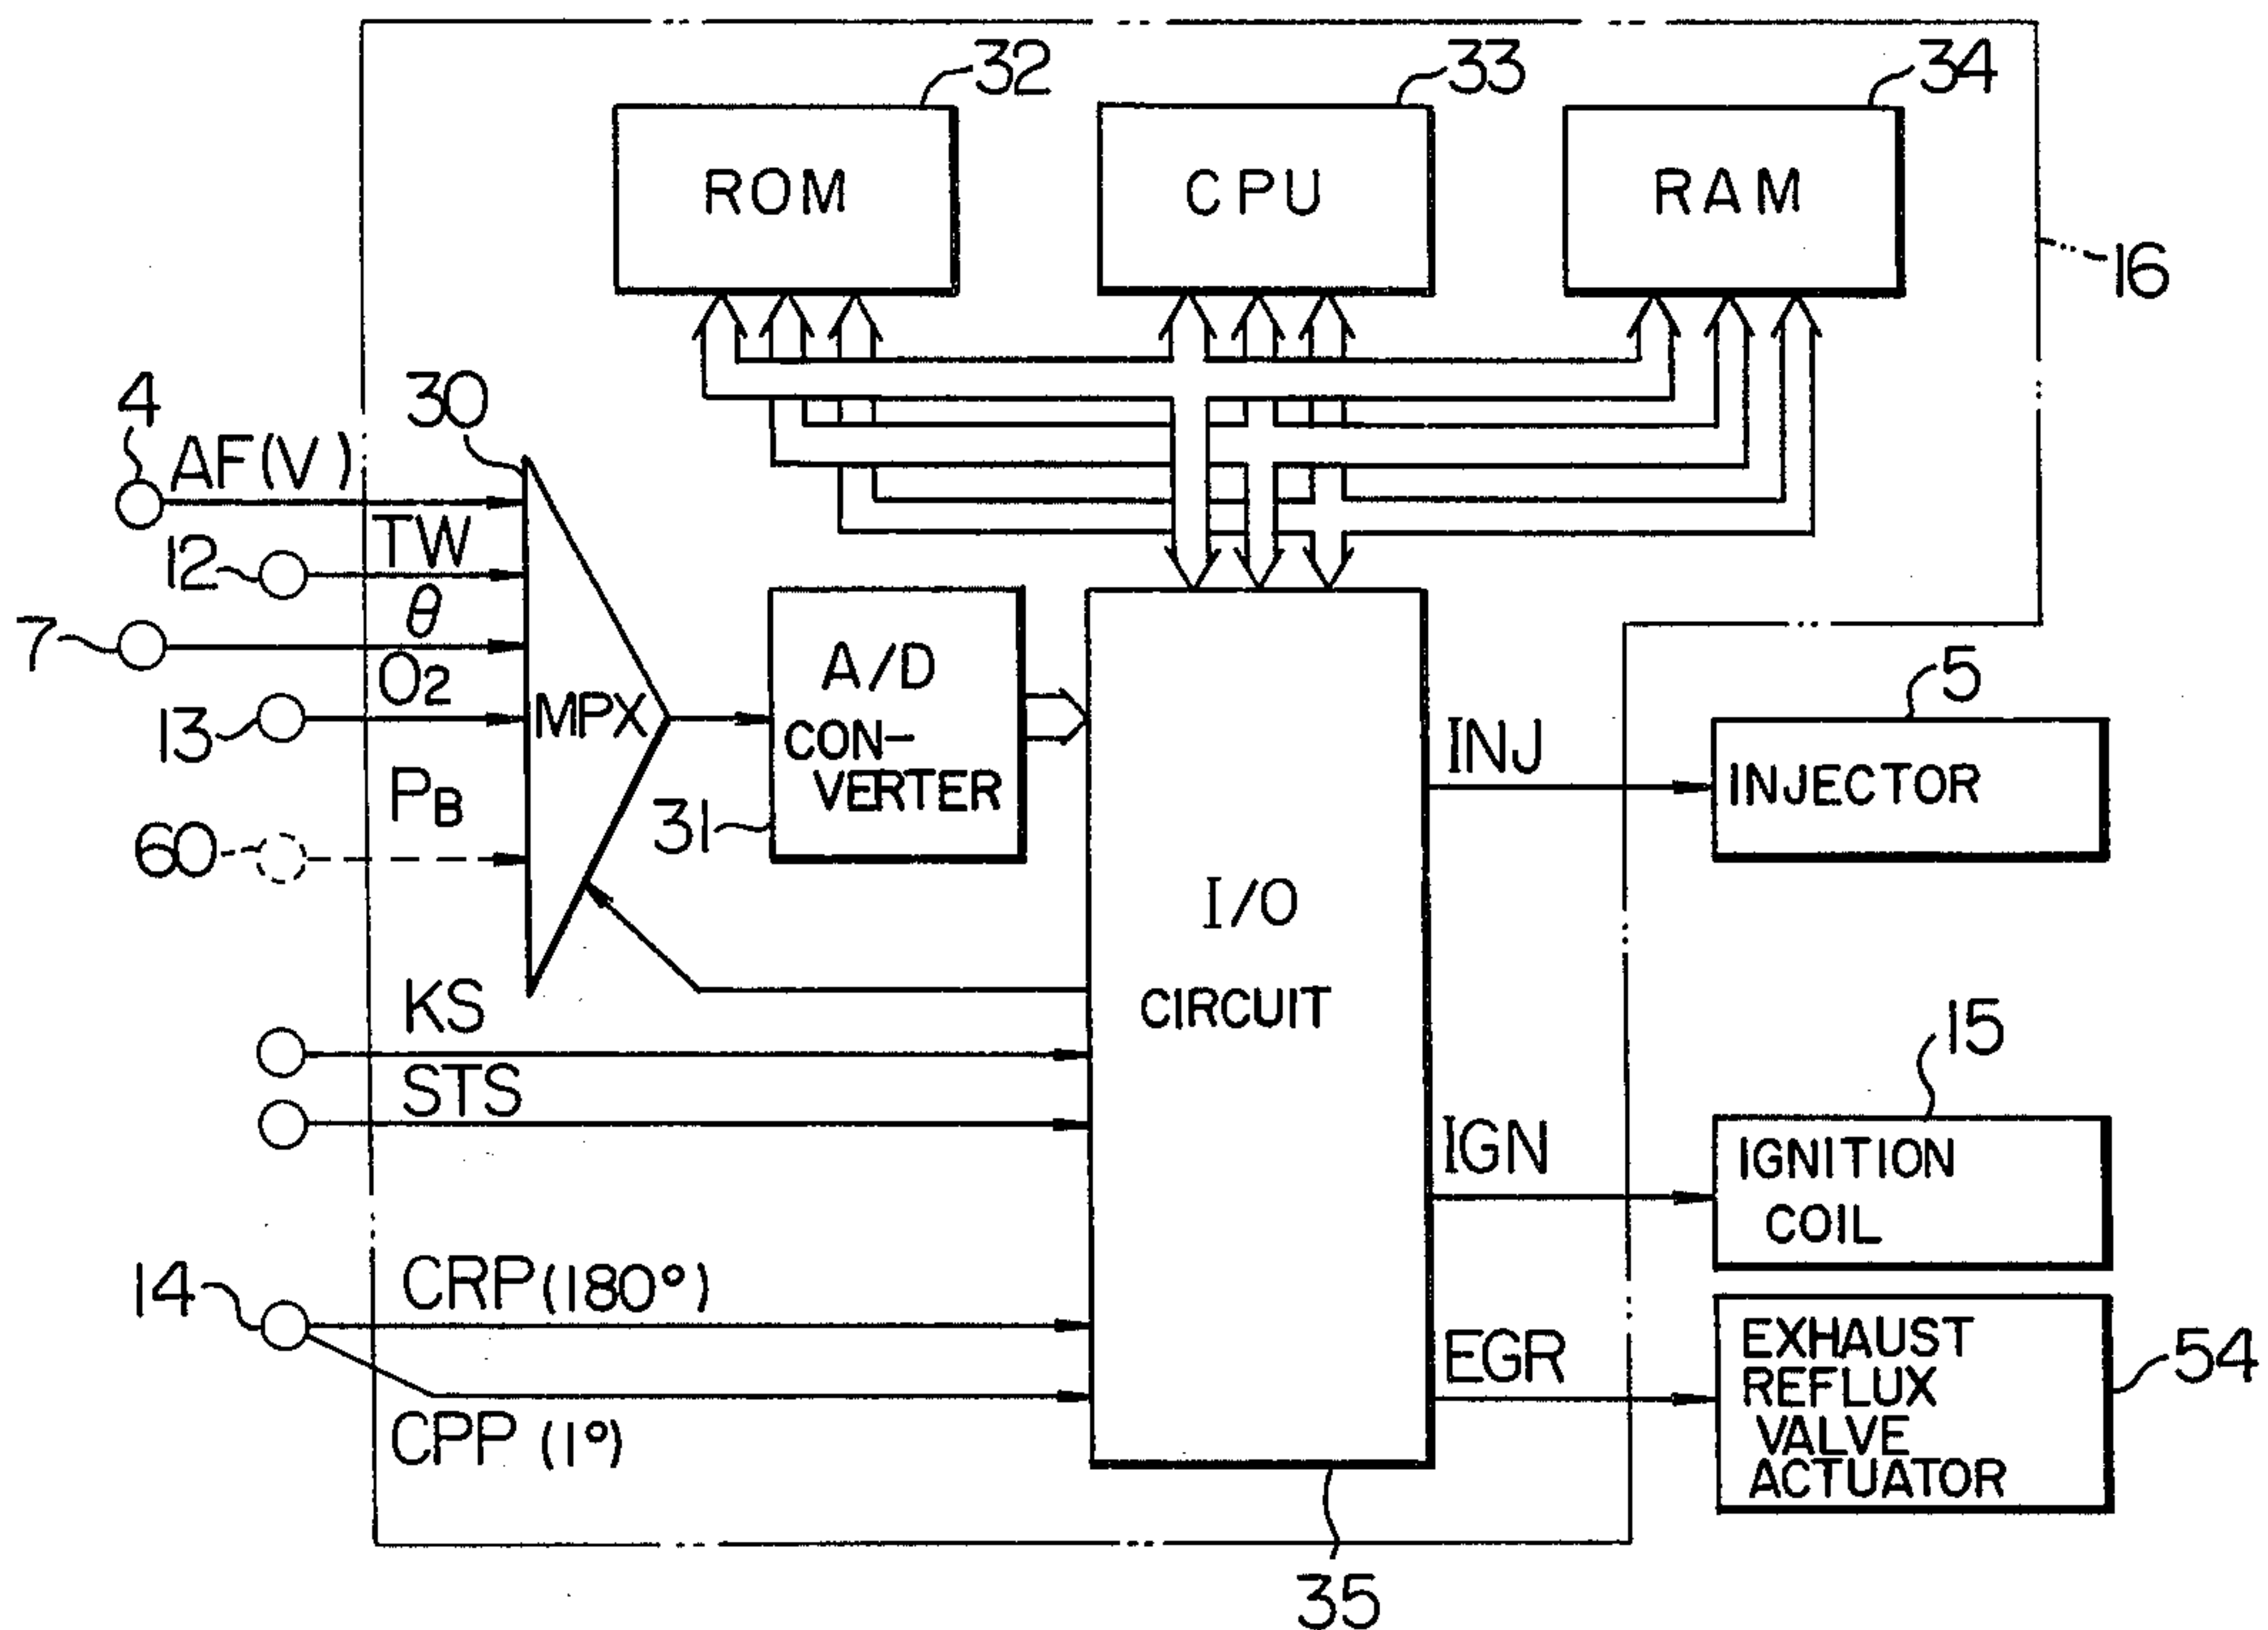 32
33
34
ROM
CPU
RAM
16
4
30
AF(V)
TW
12
θ
7
O2
13
MPX
A/D
CON-
VERTER
31
PB
60
INJ
5
INJECTOR
I/O
CIRCUIT
KS
STS
IGN
15
IGNITION
COIL
14
CRP(180°)
CPP (1°)
EGR
EXHAUST
REFLUX
VALVE
ACTUATOR
54
35